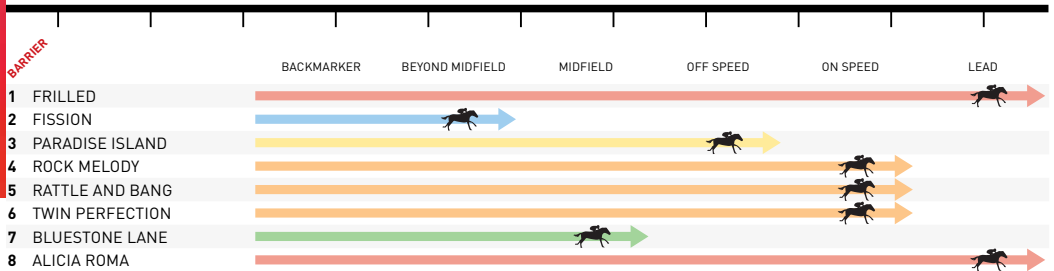 BARRIER
BACKMARKER BEYOND MIDFIELD MIDFIELD OFF SPEED ON SPEED LEAD
1 FRILLED
2 FISSION
3 PARADISE ISLAND
4 ROCK MELODY
5 RATTLE AND BANG
6 TWIN PERFECTION
7 BLUESTONE LANE
8 ALICIA ROMA